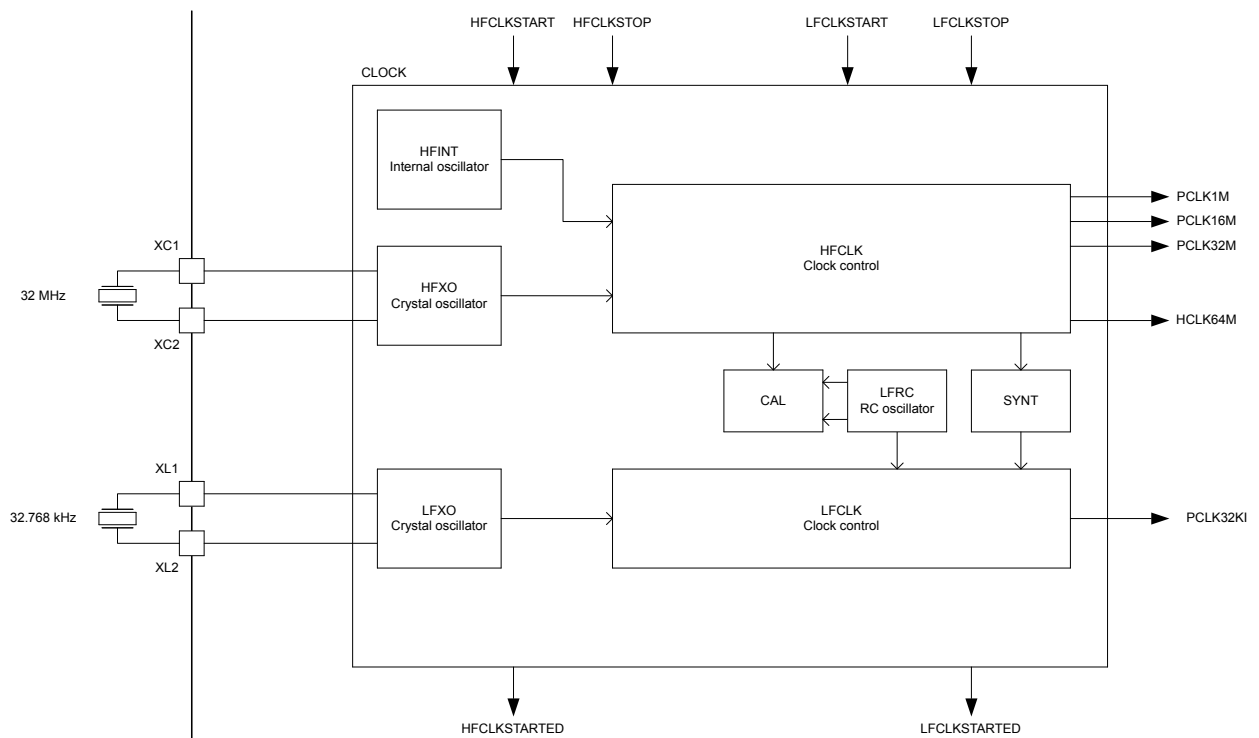 HFCLKSTART
HFCLKSTOP
LFCLKSTART
LFCLKSTOP
CLOCK
HFINT
Internal oscillator
PCLK1M
PCLK16M
PCLK32M
HCLK64M
HFCLK
Clock control
XC1
32 MHz
XC2
HFXO
Crystal oscillator
CAL
LFRC
RC oscillator
SYNT
XL1
32.768 kHz
XL2
LFXO
Crystal oscillator
LFCLK
Clock control
PCLK32KI
HFCLKSTARTED
LFCLKSTARTED